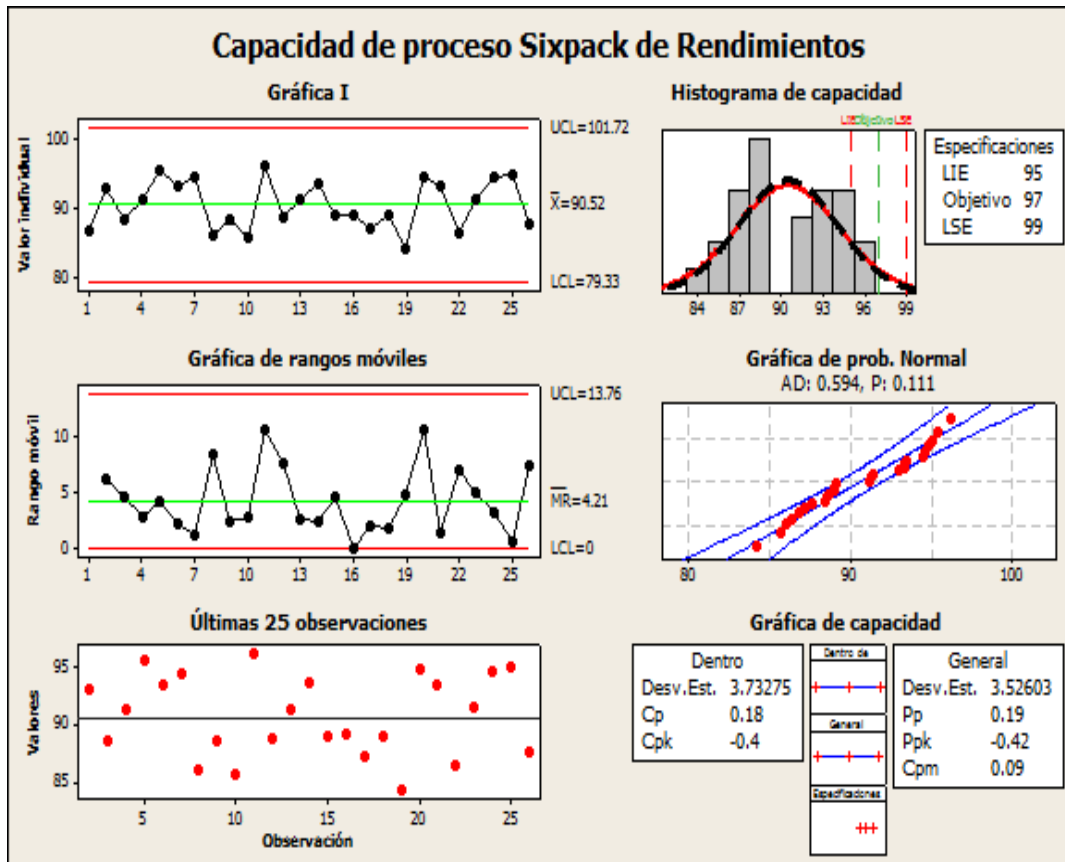 Capacidad de proceso Sixpack de Rendimientos
Gráfica I
Valor individual
100
90
80
1 4 7 10 13 16 19 22 25
UCL=101.72
X=90.52
LCL=79.33
Histograma de capacidad
LIE Objetivo LSE
84 87 90 93 96 99
Especificaciones
LIE 95
Objetivo 97
LSE 99
Gráfica de rangos móviles
Rango móvil
10
5
0
1 4 7 10 13 16 19 22 25
UCL=13.76
MR=4.21
LCL=0
Gráfica de prob. Normal
AD: 0.594, P: 0.111
80 90 100
Últimas 25 observaciones
Valores
95
90
85
5 10 15 20 25
Observación
Gráfica de capacidad
Dentro
Desv.Est. 3.73275
Cp 0.18
Cpk -0.4
Dentro de
General
Especificaciones
General
Desv.Est. 3.52603
Pp 0.19
Ppk -0.42
Cpm 0.09